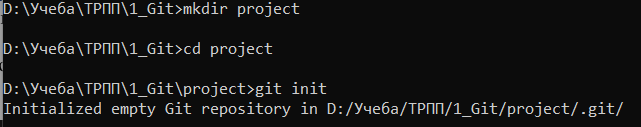 D:\Учеба\ТРПП\1_Git>mkdir project
D:\Учеба\ТРПП\1_Git>cd project
D:\Учеба\ТРПП\1_Git\project>git init
Initialized empty Git repository in D:/Учеба/ТРПП/1_Git/project/.git/